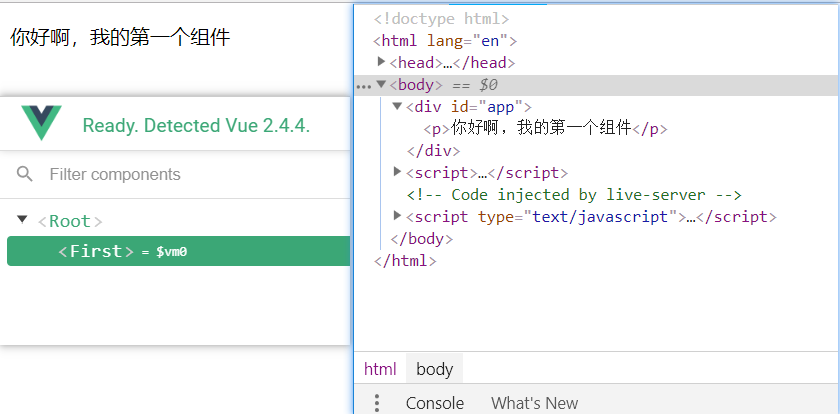 你好啊，我的第一个组件
Ready. Detected Vue 2.4.4.
Filter components
<Root>
<First> = $vm0
<!doctype html>
<html lang="en">
<head>…</head>
<body> == $0
<div id="app">
<p>你好啊，我的第一个组件</p>
</div>
<script>…</script>
<!-- Code injected by live-server -->
<script type="text/javascript">…</script>
</body>
</html>
html body
Console What's New